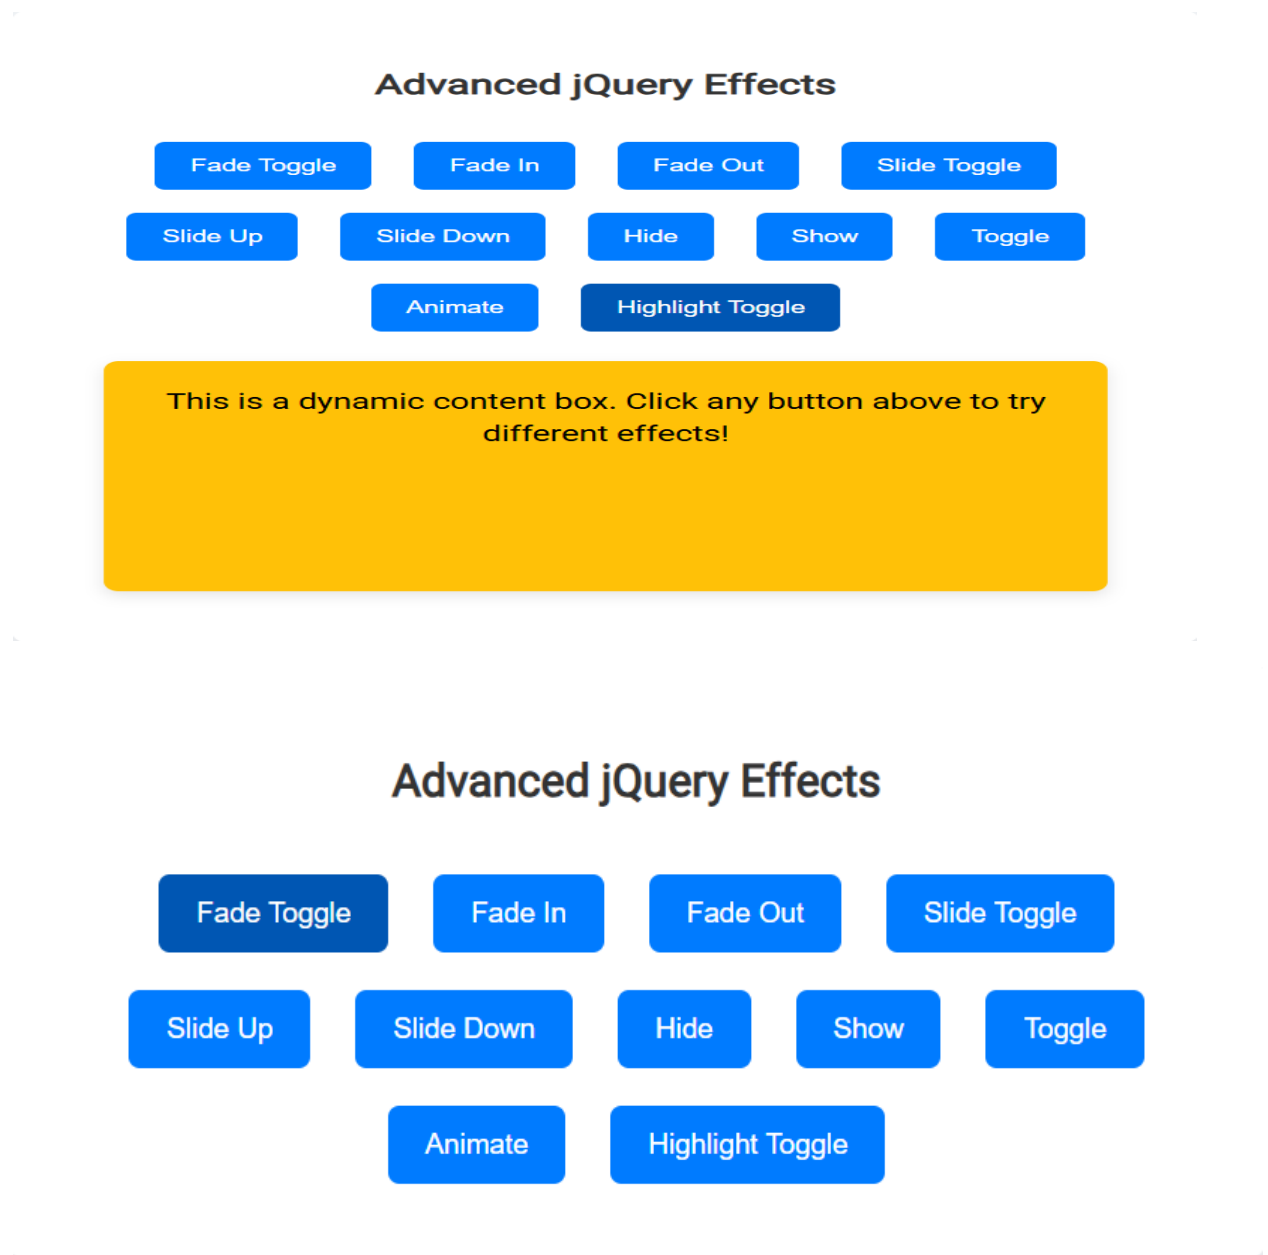 Advanced jQuery Effects
Fade Toggle Fade In Fade Out Slide Toggle
Slide Up Slide Down Hide Show Toggle
Animate Highlight Toggle
This is a dynamic content box. Click any button above to try
different effects!
Advanced jQuery Effects
Fade Toggle Fade In Fade Out Slide Toggle
Slide Up Slide Down Hide Show Toggle
Animate Highlight Toggle